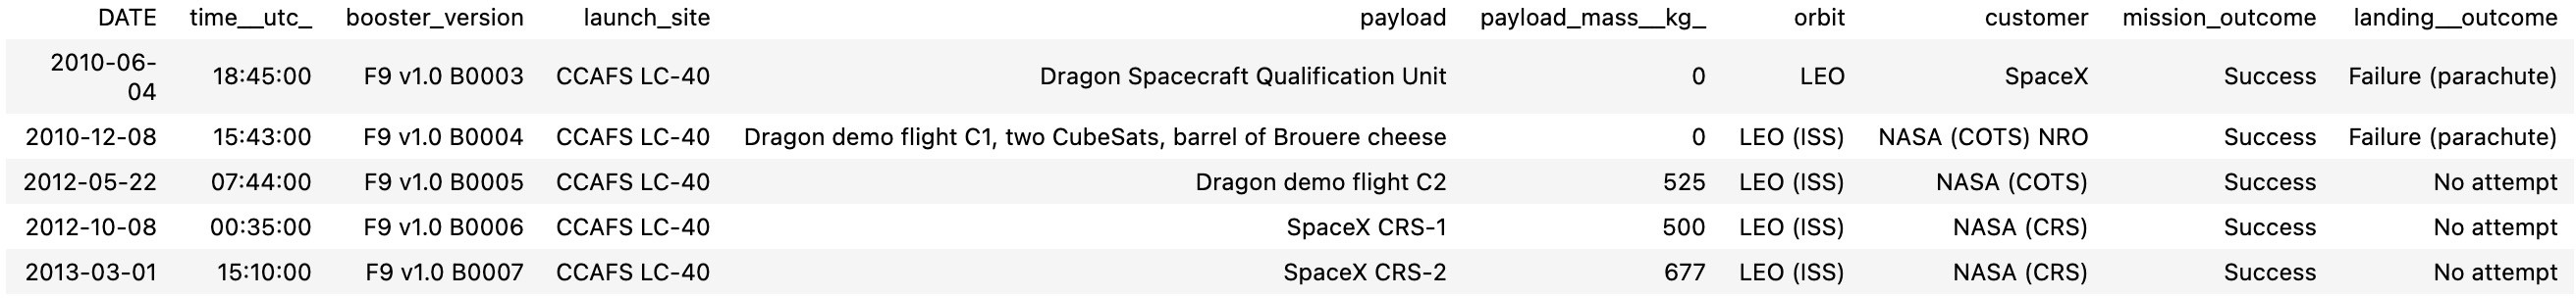 DATE time__utc_ booster_version launch_site payload payload_mass__kg_ orbit customer mission_outcome landing__outcome
2010-06-
04 18:45:00 F9 v1.0 B0003 CCAFS LC-40 Dragon Spacecraft Qualification Unit 0 LEO SpaceX Success Failure (parachute)
2010-12-08 15:43:00 F9 v1.0 B0004 CCAFS LC-40 Dragon demo flight C1, two CubeSats, barrel of Brouere cheese 0 LEO (ISS) NASA (COTS) NRO Success Failure (parachute)
2012-05-22 07:44:00 F9 v1.0 B0005 CCAFS LC-40 Dragon demo flight C2 525 LEO (ISS) NASA (COTS) Success No attempt
2012-10-08 00:35:00 F9 v1.0 B0006 CCAFS LC-40 SpaceX CRS-1 500 LEO (ISS) NASA (CRS) Success No attempt
2013-03-01 15:10:00 F9 v1.0 B0007 CCAFS LC-40 SpaceX CRS-2 677 LEO (ISS) NASA (CRS) Success No attempt